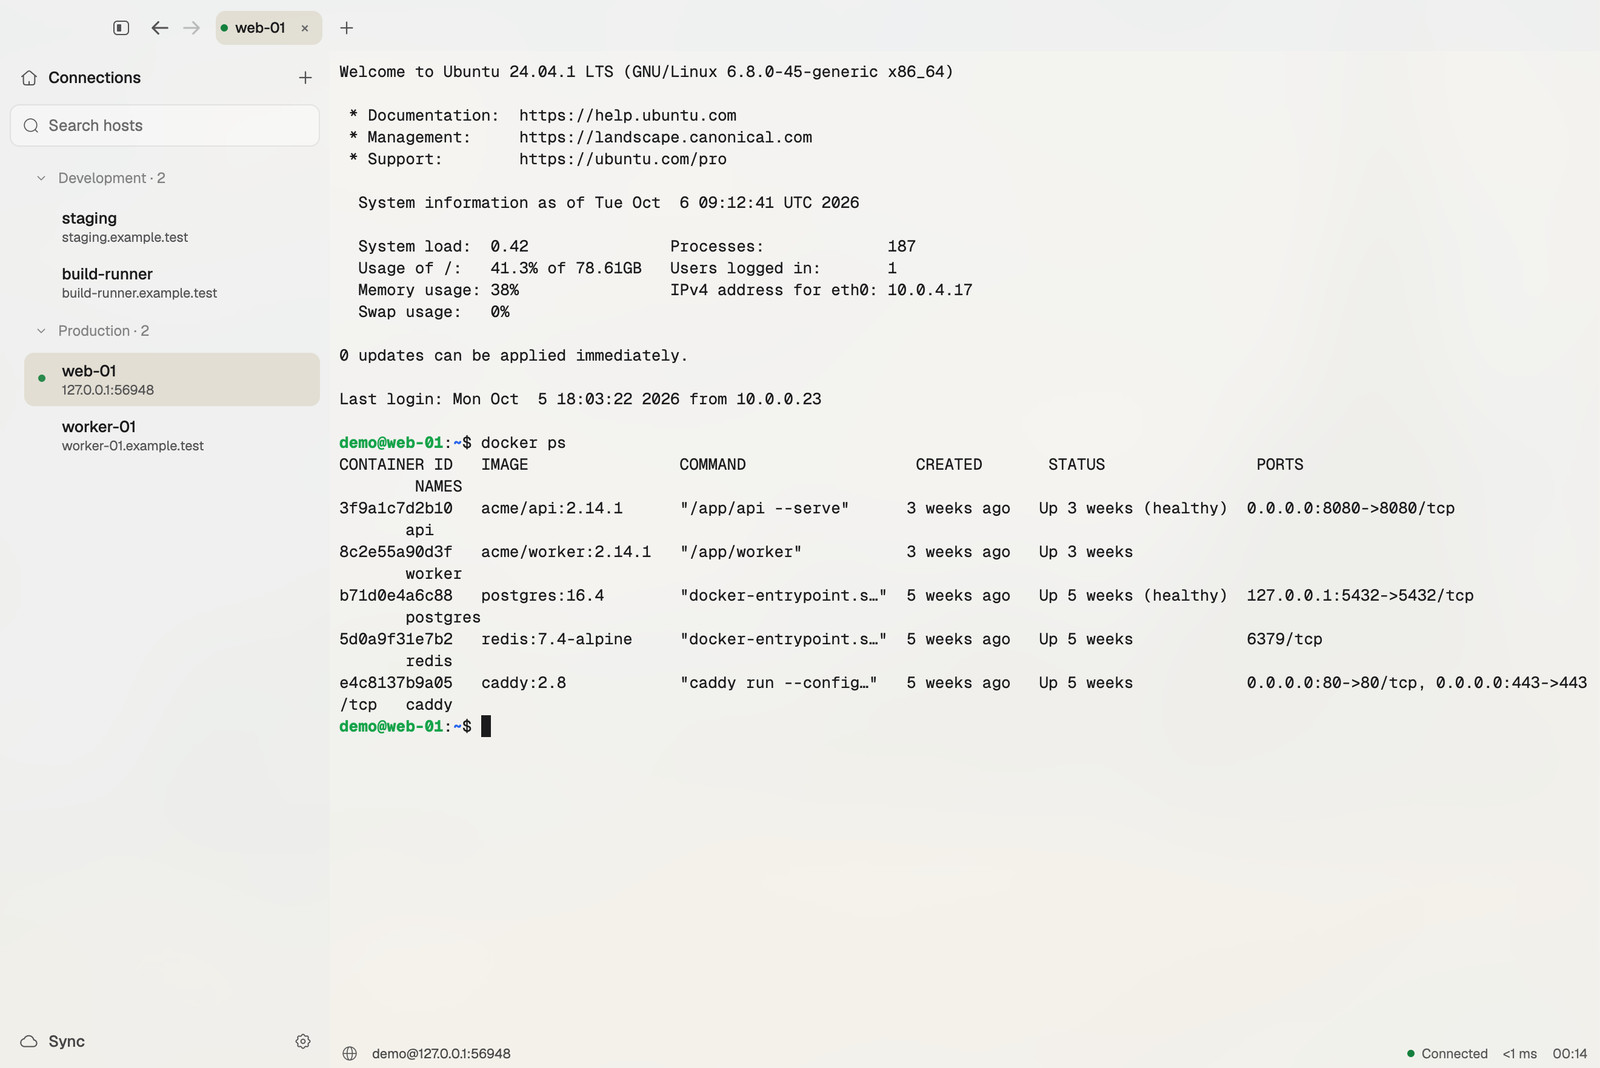 web-01 ×
Connections
Search hosts
Development · 2
staging
staging.example.test
build-runner
build-runner.example.test
Production · 2
web-01
127.0.0.1:56948
worker-01
worker-01.example.test
Sync
Welcome to Ubuntu 24.04.1 LTS (GNU/Linux 6.8.0-45-generic x86_64)
* Documentation:  https://help.ubuntu.com
* Management:     https://landscape.canonical.com
* Support:        https://ubuntu.com/pro
System information as of Tue Oct  6 09:12:41 UTC 2026
System load:  0.42               Processes:             187
Usage of /:   41.3% of 78.61GB   Users logged in:       1
Memory usage: 38%                IPv4 address for eth0: 10.0.4.17
Swap usage:   0%
0 updates can be applied immediately.
Last login: Mon Oct  5 18:03:22 2026 from 10.0.0.23
demo@web-01:~$ docker ps
CONTAINER ID   IMAGE                COMMAND                  CREATED       STATUS                PORTS
NAMES
3f9a1c7d2b10   acme/api:2.14.1      "/app/api --serve"      3 weeks ago   Up 3 weeks (healthy)  0.0.0.0:8080->8080/tcp
api
8c2e55a90d3f   acme/worker:2.14.1   "/app/worker"           3 weeks ago   Up 3 weeks
worker
b71d0e4a6c88   postgres:16.4        "docker-entrypoint.s…"  5 weeks ago   Up 5 weeks (healthy)  127.0.0.1:5432->5432/tcp
postgres
5d0a9f31e7b2   redis:7.4-alpine     "docker-entrypoint.s…"  5 weeks ago   Up 5 weeks            6379/tcp
redis
e4c8137b9a05   caddy:2.8            "caddy run --config…"   5 weeks ago   Up 5 weeks            0.0.0.0:80->80/tcp, 0.0.0.0:443->443
/tcp   caddy
demo@web-01:~$
demo@127.0.0.1:56948
Connected <1 ms 00:14